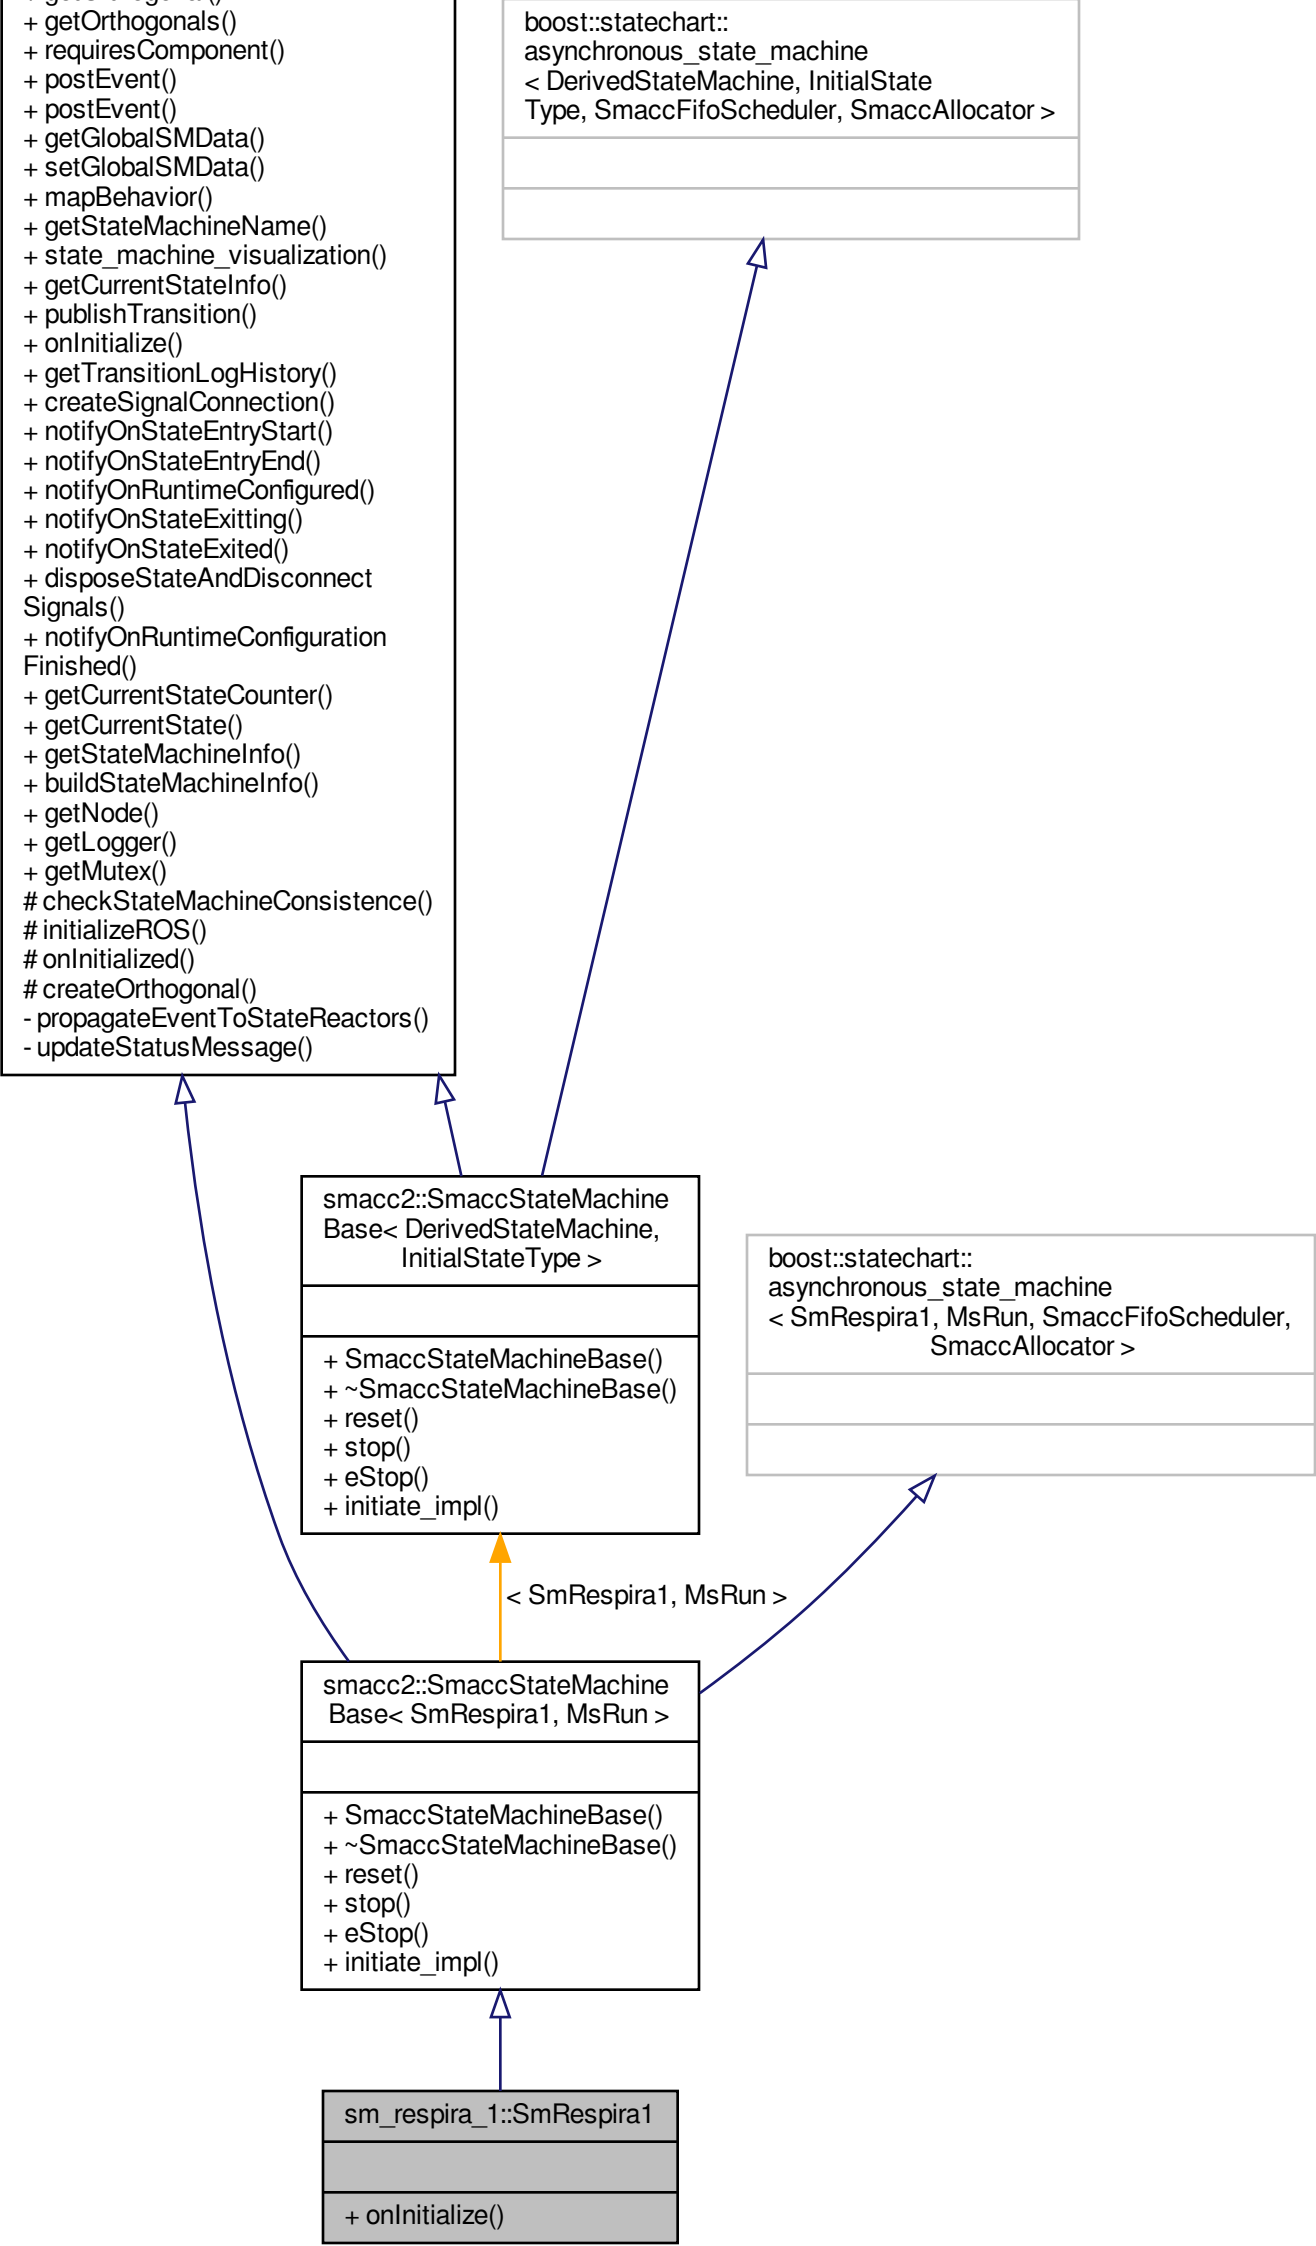 + getOrthogonals()
+ requiresComponent()
+ postEvent()
+ postEvent()
+ getGlobalSMData()
+ setGlobalSMData()
+ mapBehavior()
+ getStateMachineName()
+ state_machine_visualization()
+ getCurrentStateInfo()
+ publishTransition()
+ onInitialize()
+ getTransitionLogHistory()
+ createSignalConnection()
+ notifyOnStateEntryStart()
+ notifyOnStateEntryEnd()
+ notifyOnRuntimeConfigured()
+ notifyOnStateExitting()
+ notifyOnStateExited()
+ disposeStateAndDisconnect
Signals()
+ notifyOnRuntimeConfiguration
Finished()
+ getCurrentStateCounter()
+ getCurrentState()
+ getStateMachineInfo()
+ buildStateMachineInfo()
+ getNode()
+ getLogger()
+ getMutex()
# checkStateMachineConsistence()
# initializeROS()
# onInitialized()
# createOrthogonal()
- propagateEventToStateReactors()
- updateStatusMessage()
boost::statechart::
asynchronous_state_machine
< DerivedStateMachine, InitialState
Type, SmaccFifoScheduler, SmaccAllocator >
smacc2::SmaccStateMachine
Base< DerivedStateMachine,
InitialStateType >
+ SmaccStateMachineBase()
+ ~SmaccStateMachineBase()
+ reset()
+ stop()
+ eStop()
+ initiate_impl()
boost::statechart::
asynchronous_state_machine
< SmRespira1, MsRun, SmaccFifoScheduler,
SmaccAllocator >
< SmRespira1, MsRun >
smacc2::SmaccStateMachine
Base< SmRespira1, MsRun >
+ SmaccStateMachineBase()
+ ~SmaccStateMachineBase()
+ reset()
+ stop()
+ eStop()
+ initiate_impl()
sm_respira_1::SmRespira1
+ onInitialize()